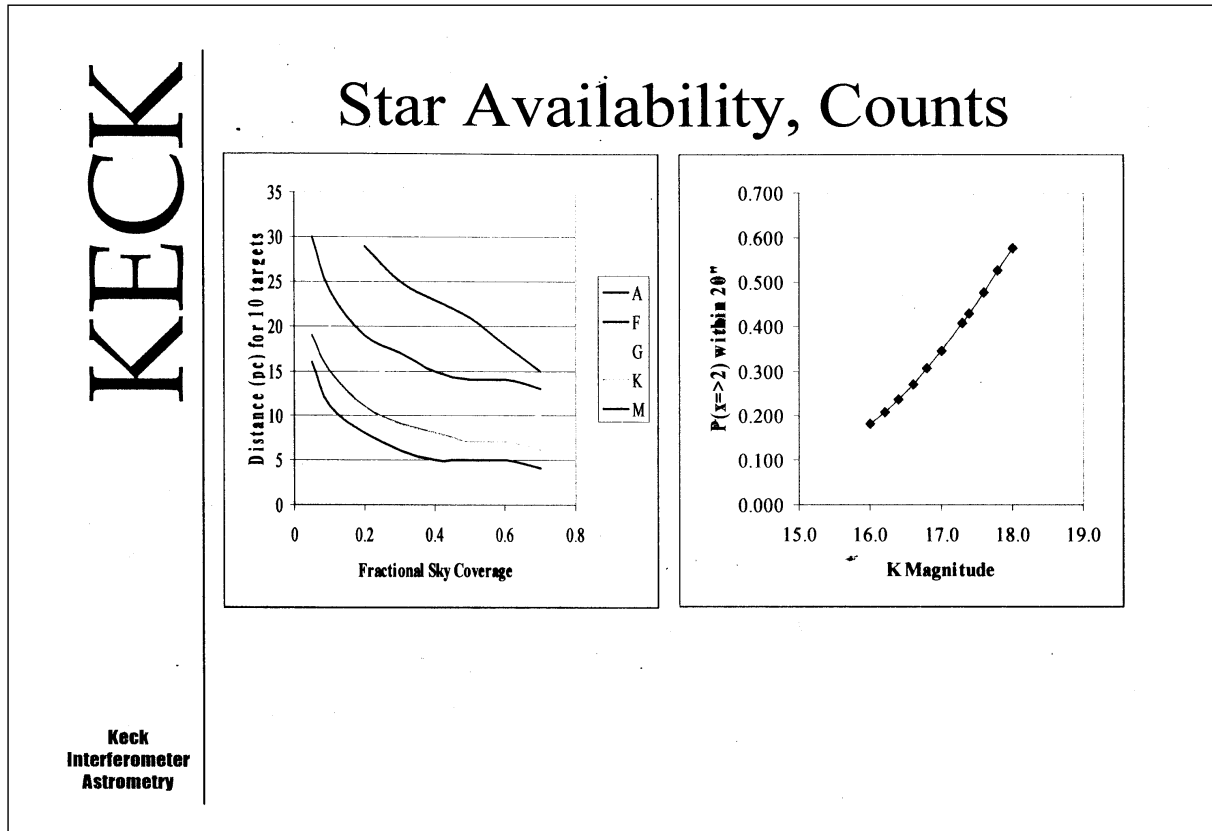 KECK
Star Availability, Counts
Distance (pc) for 10 targets
35
30
25
20
15
10
5
0
0 0.2 0.4 0.6 0.8
Fractional Sky Coverage
A
F
G
K
M
P(x=>2) within 20"
0.700
0.600
0.500
0.400
0.300
0.200
0.100
0.000
15.0 16.0 17.0 18.0 19.0
K Magnitude
Keck
Interferometer
Astrometry